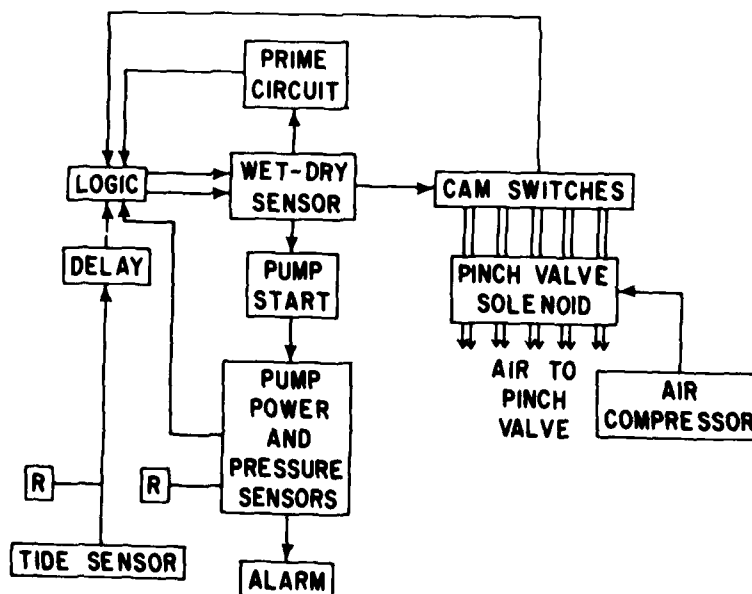 PRIME
CIRCUIT
LOGIC
WET-DRY
SENSOR
CAM SWITCHES
DELAY
PUMP
START
PINCH VALVE
SOLENOID
PUMP
POWER
AND
PRESSURE
SENSORS
AIR TO
PINCH
VALVE
AIR
COMPRESSOR
R
R
TIDE SENSOR
ALARM